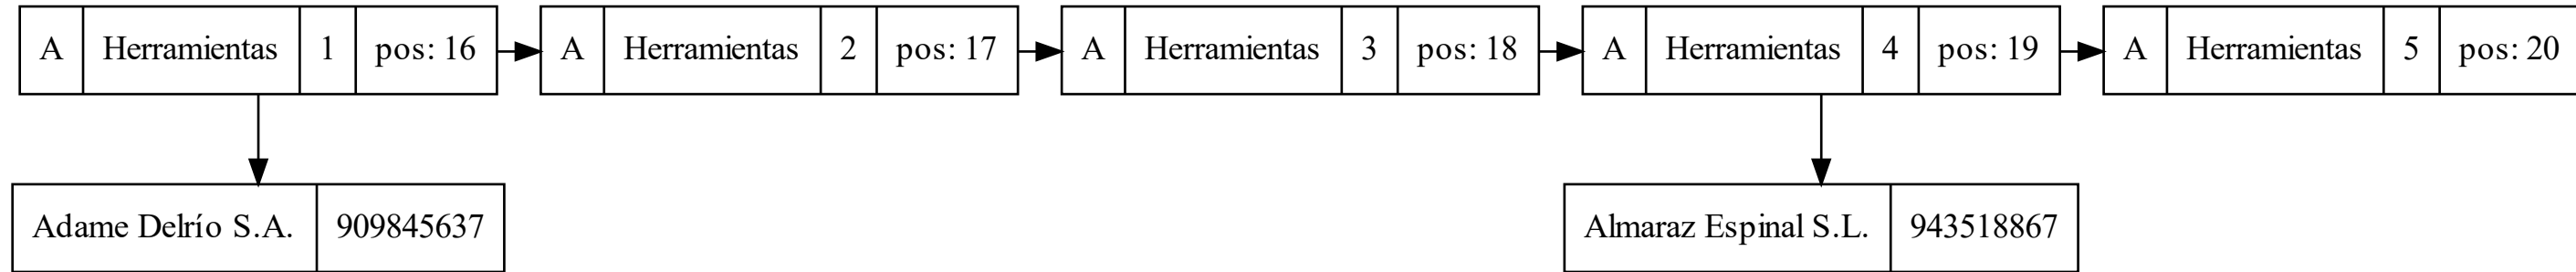 A Herramientas 1 pos: 16 A Herramientas 2 pos: 17 A Herramientas 3 pos: 18 A Herramientas 4 pos: 19 A Herramientas 5 pos: 20
Adame Delrío S.A. 909845637 Almaraz Espinal S.L. 943518867